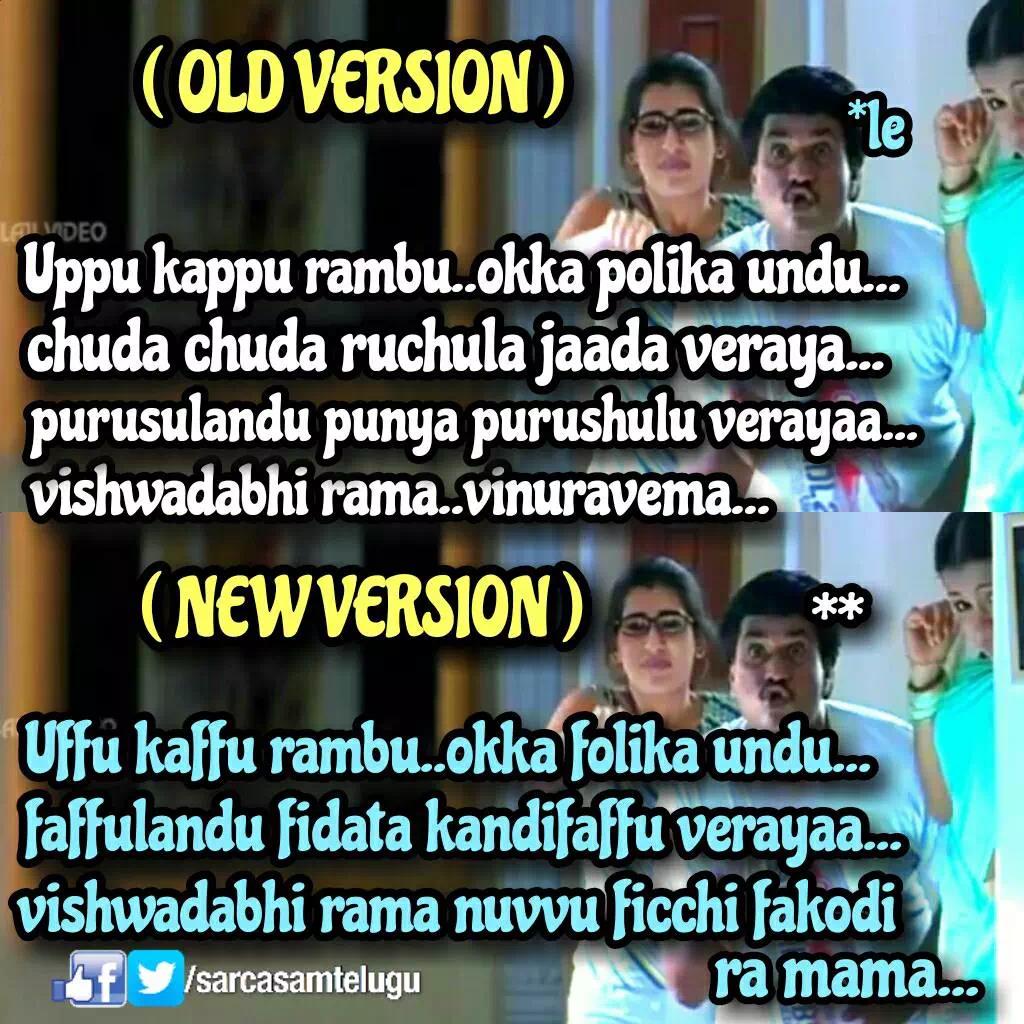 ( OLD VERSION )
*le
VIDEO
Uppu kappu rambu..okka polika undu...
chuda chuda ruchula jaada veraya...
purusulandu punya purushulu verayaa...
vishwadabhi rama..vinuravema...
( NEW VERSION )
**
Uffu kaffu rambu..okka folika undu...
faffulandu fidata kandifaffu verayaa...
vishwadabhi rama nuvvu ficchi fakodi
ra mama...
f /sarcasamtelugu